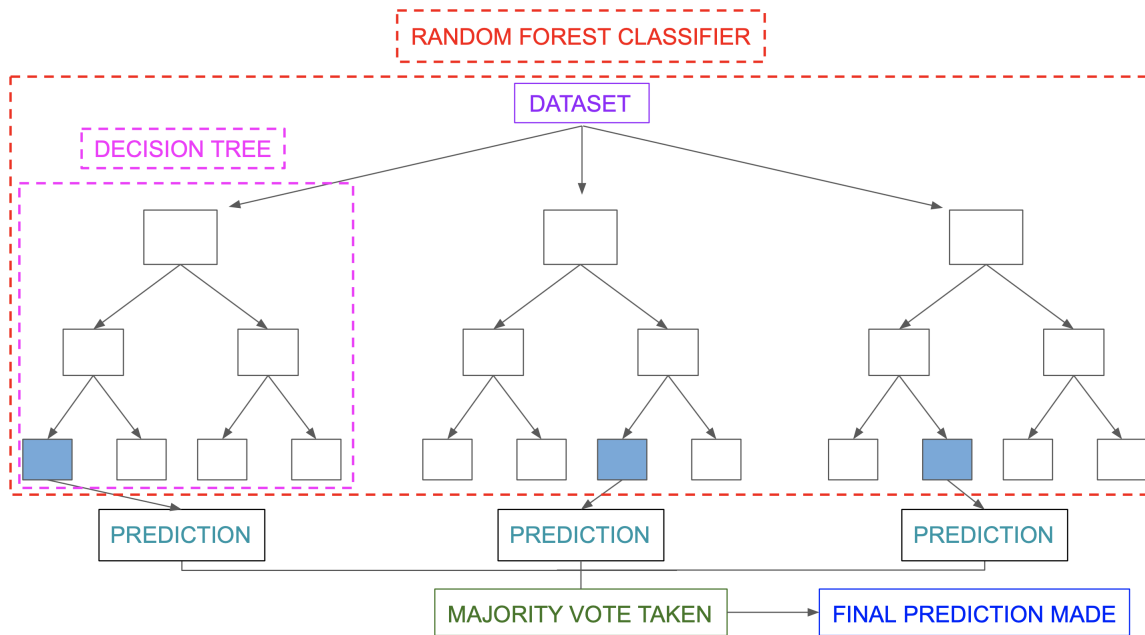 RANDOM FOREST CLASSIFIER
DATASET
DECISION TREE
PREDICTION
PREDICTION
PREDICTION
MAJORITY VOTE TAKEN
FINAL PREDICTION MADE